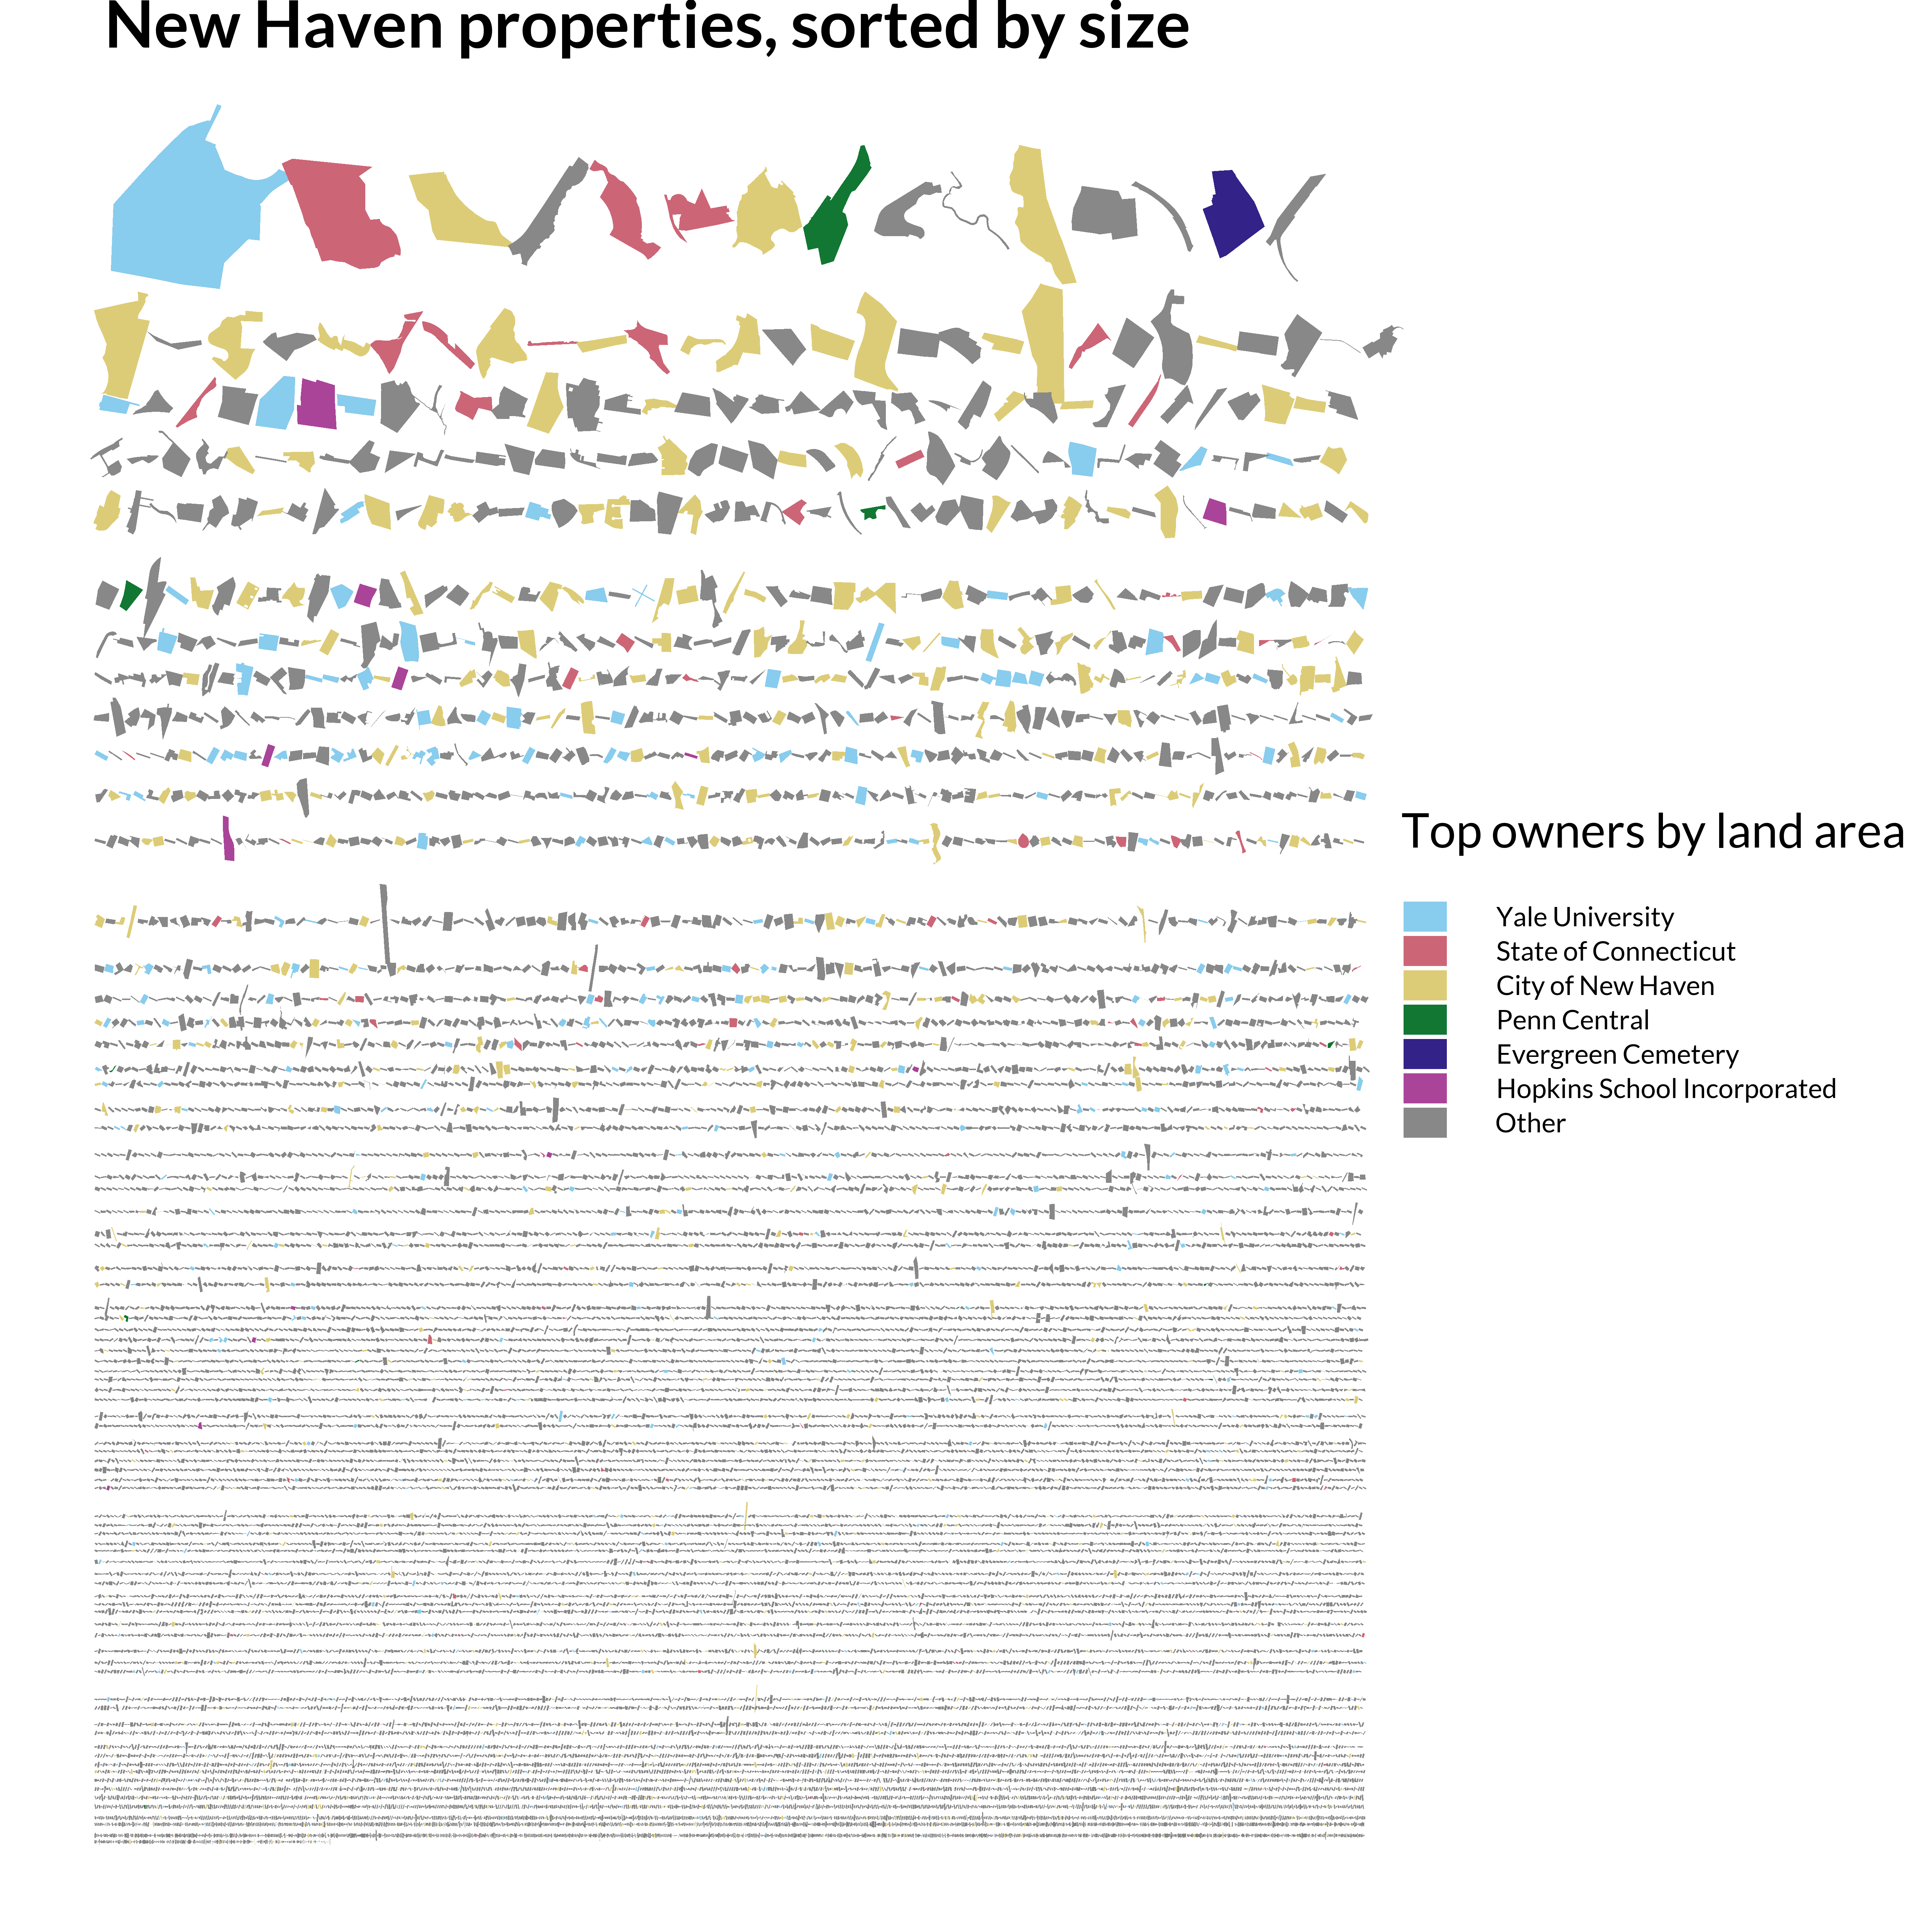 New Haven properties, sorted by size
Top owners by land area
Yale University
State of Connecticut
City of New Haven
Penn Central
Evergreen Cemetery
Hopkins School Incorporated
Other